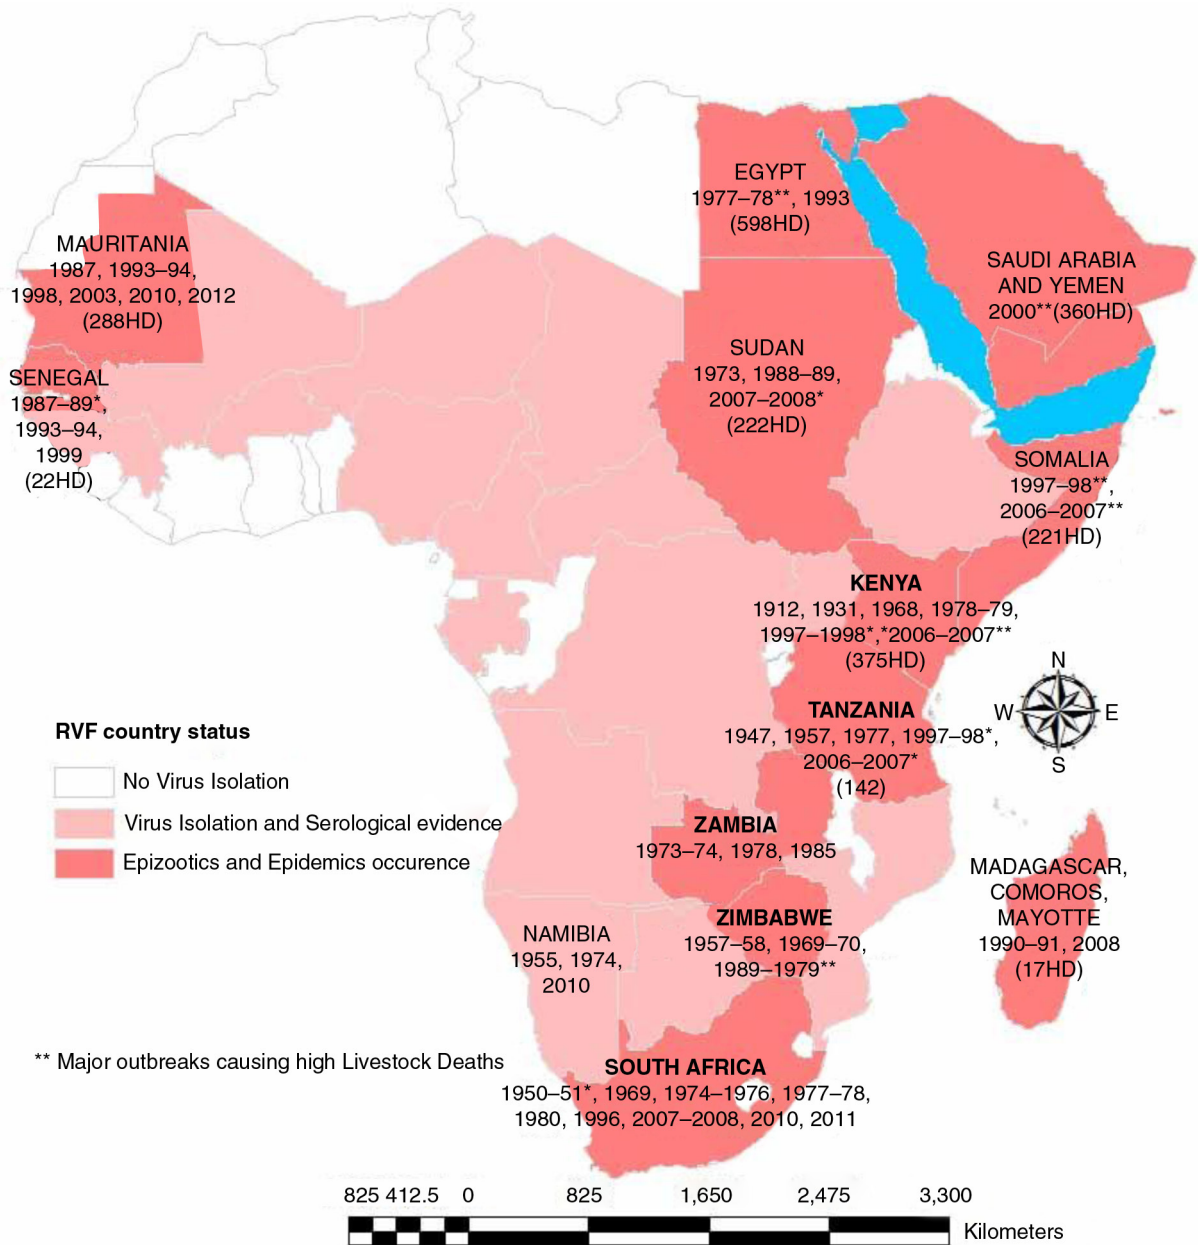 EGYPT
1977–78**, 1993
(598HD)
MAURITANIA
1987, 1993–94,
1998, 2003, 2010, 2012
(288HD)
SAUDI ARABIA
AND YEMEN
2000**(360HD)
SUDAN
1973, 1988–89,
2007–2008*
(222HD)
SENEGAL
1987–89*,
1993–94,
1999
(22HD)
SOMALIA
1997–98**,
2006–2007**
(221HD)
KENYA
1912, 1931, 1968, 1978–79,
1997–1998*,*2006–2007**
(375HD)
N
W E
S
TANZANIA
1947, 1957, 1977, 1997–98*,
2006–2007*
(142)
RVF country status
No Virus Isolation
Virus Isolation and Serological evidence
Epizootics and Epidemics occurence
ZAMBIA
1973–74, 1978, 1985
MADAGASCAR,
COMOROS,
MAYOTTE
1990–91, 2008
(17HD)
ZIMBABWE
1957–58, 1969–70,
1989–1979**
NAMIBIA
1955, 1974,
2010
** Major outbreaks causing high Livestock Deaths
SOUTH AFRICA
1950–51*, 1969, 1974–1976, 1977–78,
1980, 1996, 2007–2008, 2010, 2011
825 412.5 0 825 1,650 2,475 3,300
Kilometers